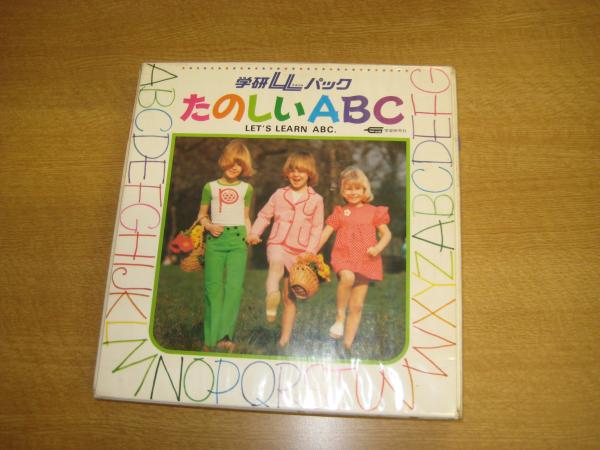 学研LLパック
たのしいABC
LET'S LEARN ABC.
ABCDEFGHIJKLMNOPQRSTUVWXYZABCDEFG